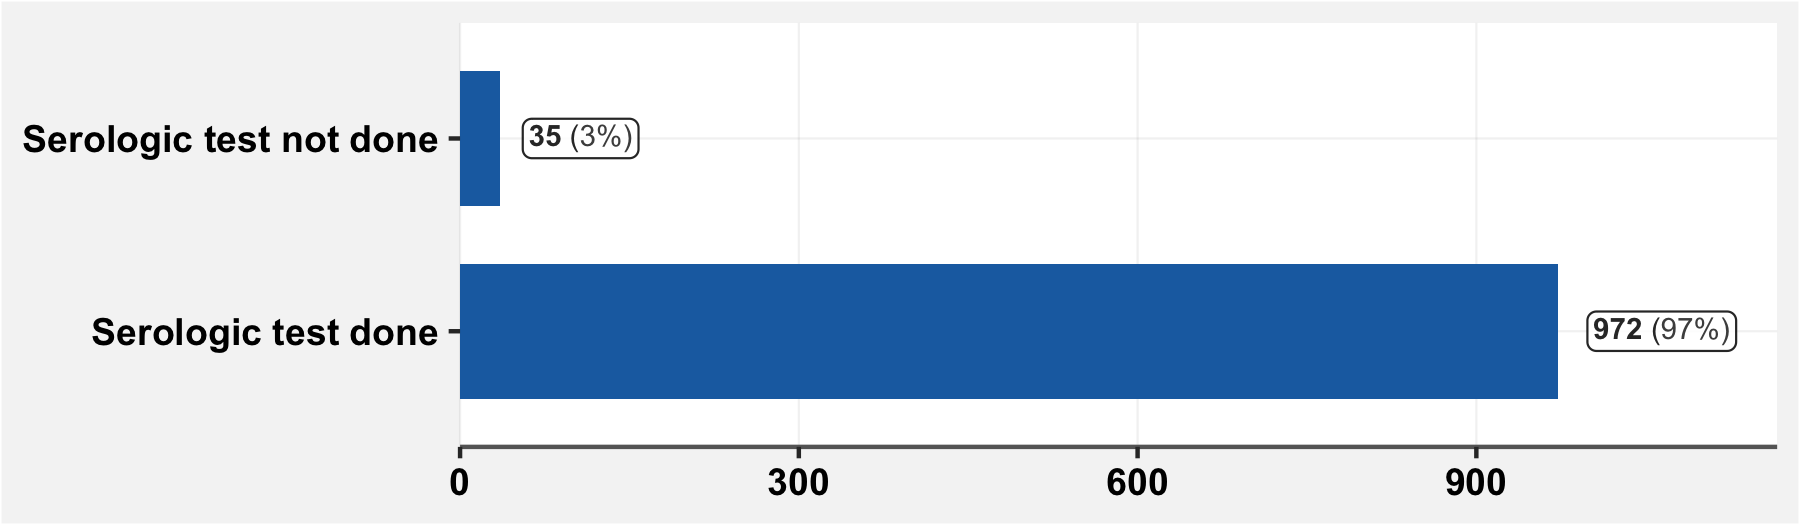 Serologic test not done
35 (3%)
Serologic test done
972 (97%)
0 300 600 900